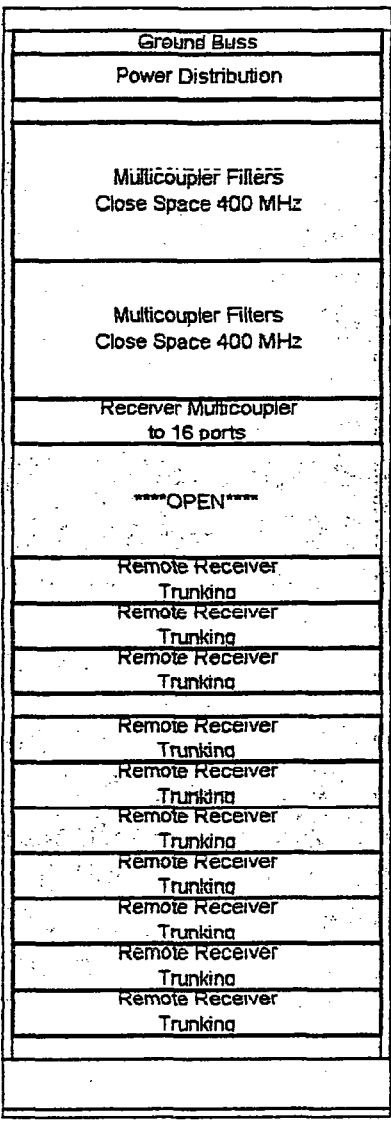 Ground Buss
Power Distribution
Multicoupler Filters
Close Space 400 MHz
Multicoupler Filters
Close Space 400 MHz
Receiver Multicoupler
to 16 ports
****OPEN****
Remote Receiver
Trunking
Remote Receiver
Trunking
Remote Receiver
Trunking
Remote Receiver
Trunking
Remote Receiver
Trunking
Remote Receiver
Trunking
Remote Receiver
Trunking
Remote Receiver
Trunking
Remote Receiver
Trunking
Remote Receiver
Trunking